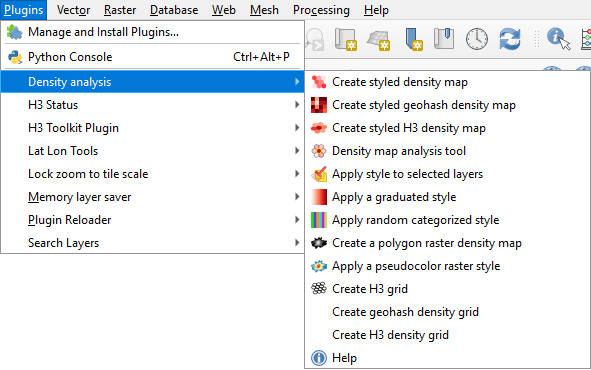 Plugins Vector Raster Database Web Mesh Processing Help
Manage and Install Plugins...
Python Console Ctrl+Alt+P
Density analysis
H3 Status
H3 Toolkit Plugin
Lat Lon Tools
Lock zoom to tile scale
Memory layer saver
Plugin Reloader
Search Layers
Create styled density map
Create styled geohash density map
Create styled H3 density map
Density map analysis tool
Apply style to selected layers
Apply a graduated style
Apply random categorized style
Create a polygon raster density map
Apply a pseudocolor raster style
Create H3 grid
Create geohash density grid
Create H3 density grid
Help